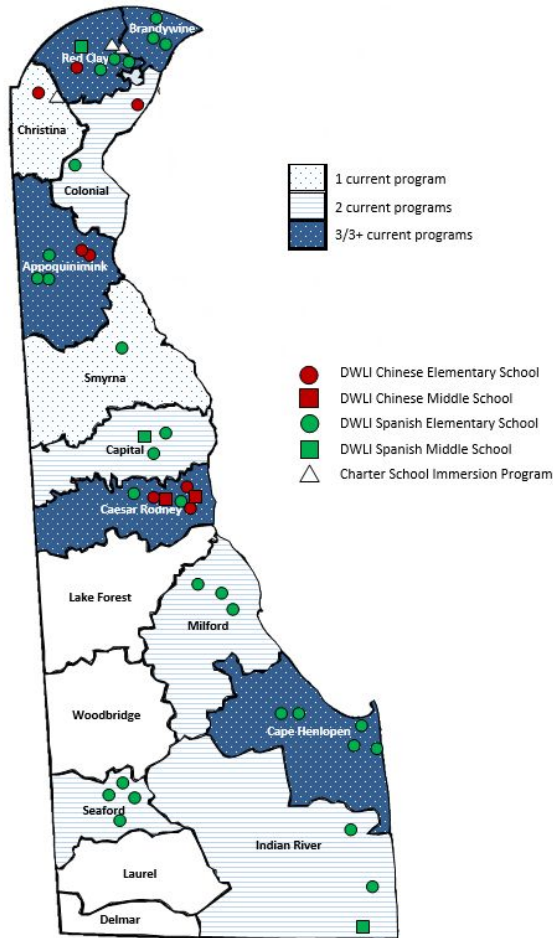 Brandywine
Red Clay
Christina
Colonial
1 current program
2 current programs
3/3+ current programs
Appoquinimink
Smyrna
DWLI Chinese Elementary School
DWLI Chinese Middle School
DWLI Spanish Elementary School
DWLI Spanish Middle School
Charter School Immersion Program
Capital
Caesar Rodney
Lake Forest
Milford
Woodbridge
Cape Henlopen
Seaford
Indian River
Laurel
Delmar